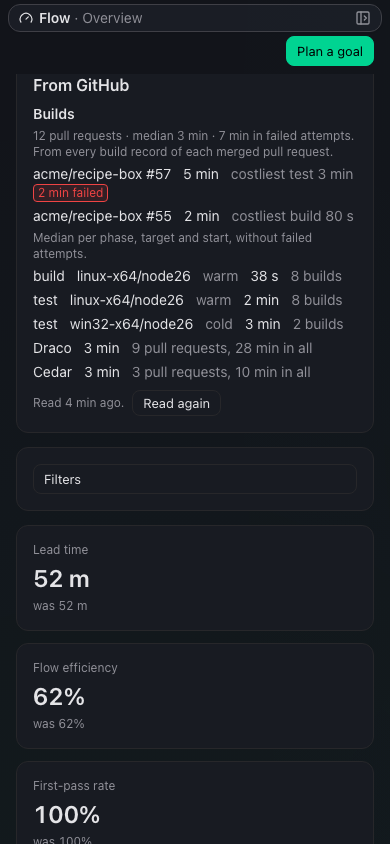 Flow · Overview
Plan a goal
From GitHub
Builds
12 pull requests · median 3 min · 7 min in failed attempts.
From every build record of each merged pull request.
acme/recipe-box #57 5 min costliest test 3 min
2 min failed
acme/recipe-box #55 2 min costliest build 80 s
Median per phase, target and start, without failed
attempts.
build linux-x64/node26 warm 38 s 8 builds
test linux-x64/node26 warm 2 min 8 builds
test win32-x64/node26 cold 3 min 2 builds
Draco 3 min 9 pull requests, 28 min in all
Cedar 3 min 3 pull requests, 10 min in all
Read 4 min ago. Read again
Filters
Lead time
52 m
was 52 m
Flow efficiency
62%
was 62%
First-pass rate
100%
was 100%